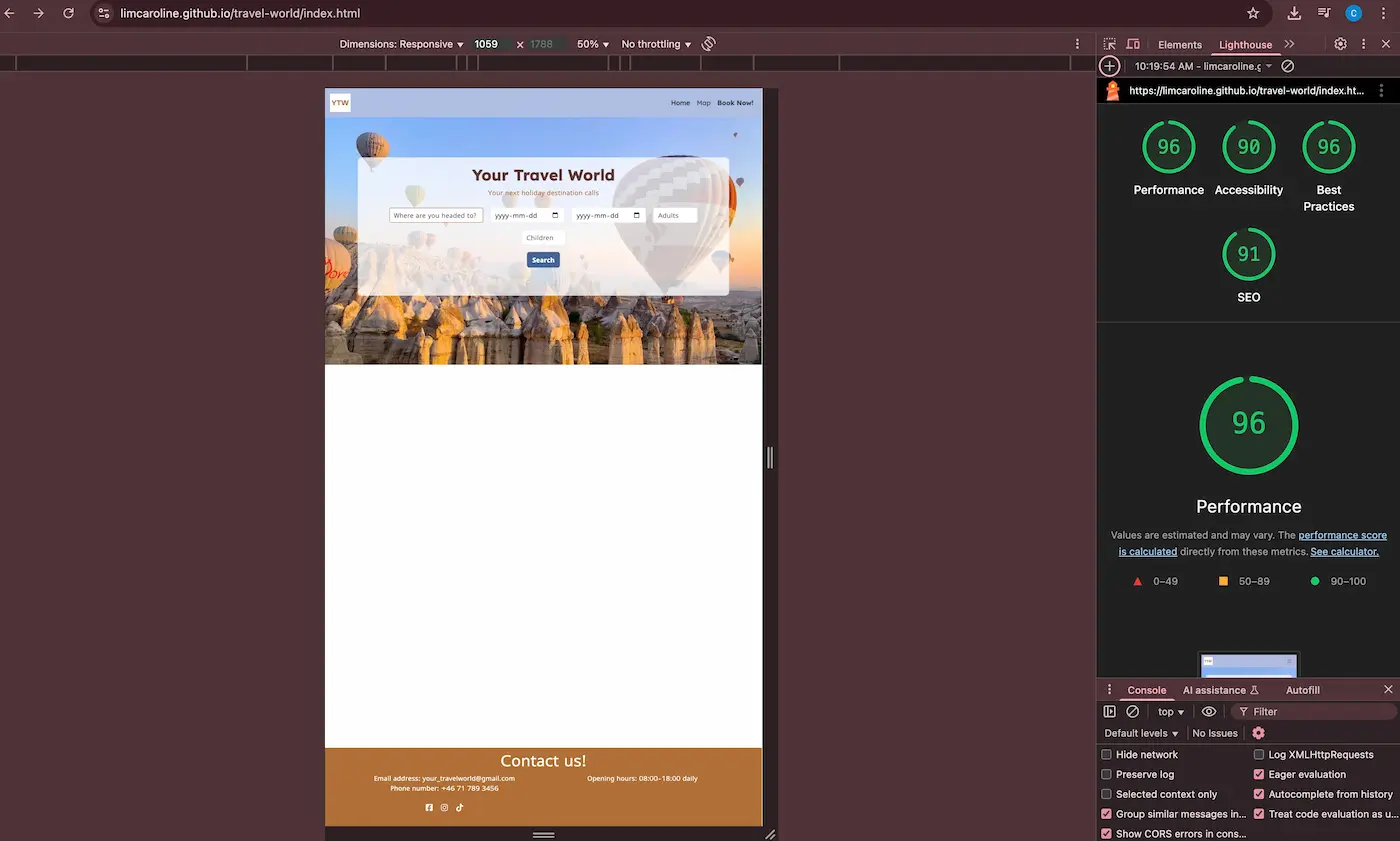 limcaroline.github.io/travel-world/index.html
C
Dimensions: Responsive 1059 × 1788 50% No throttling
Elements Lighthouse
10:19:54 AM - limcaroline.g
https://limcaroline.github.io/travel-world/index.ht...
YTW
Home Map Book Now!
Your Travel World
Your next holiday destination calls
Where are you headed to? yyyy-mm-dd yyyy-mm-dd Adults
Children
Search
Contact us!
Email address: your_travelworld@gmail.com
Phone number: +46 71 789 3456
Opening hours: 08:00-18:00 daily
96 90 96
Performance Accessibility Best
Practices
91
SEO
96
Performance
Values are estimated and may vary. The performance score
is calculated directly from these metrics. See calculator.
0–49 50–89 90–100
YTW
Console AI assistance Autofill
top Filter
Default levels No Issues
Hide network Log XMLHttpRequests
Preserve log Eager evaluation
Selected context only Autocomplete from history
Group similar messages in... Treat code evaluation as u...
Show CORS errors in cons...